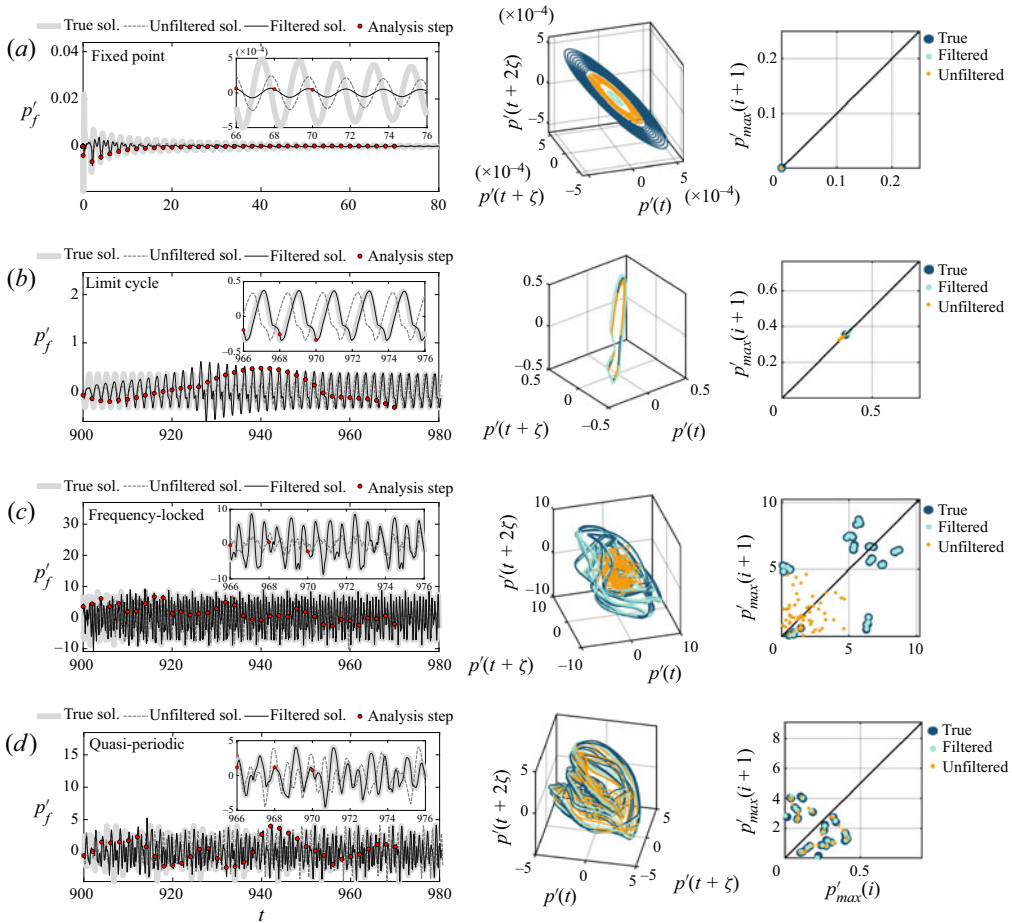 (a)
True sol. Unfiltered sol. Filtered sol. Analysis step
Fixed point
p′f
0.04
0.02
0
0 20 40 60 80
(×10−4)
5
0
−5
66 68 70 72 74 76
(×10−4)
p′(t + 2ζ)
5
0
−5
(×10−4)
5
0
−5
p′(t + ζ)
0
5
p′(t)
(×10−4)
p′max(i + 1)
0.2
0.1
0
0.1 0.2
True
Filtered
Unfiltered
(b)
True sol. Unfiltered sol. Filtered sol. Analysis step
Limit cycle
p′f
2
1
0
900 920 940 960 980
0.5
0
−0.5
966 968 970 972 974 976
p′(t + 2ζ)
0.5
0
−0.5
0.5
0
−0.5
p′(t + ζ)
0
0.5
p′(t)
p′max(i + 1)
0.6
0.4
0.2
0.5
True
Filtered
Unfiltered
(c)
True sol. Unfiltered sol. Filtered sol. Analysis step
Frequency-locked
p′f
30
20
10
0
−10
900 920 940 960 980
10
0
−10
966 968 970 972 974 976
p′(t + 2ζ)
10
0
−10
10
0
−10
p′(t + ζ)
0
10
p′(t)
p′max(i + 1)
10
5
0
5 10
True
Filtered
Unfiltered
(d)
True sol. Unfiltered sol. Filtered sol. Analysis step
Quasi-periodic
p′f
15
10
5
0
900 920 940 960 980
t
5
0
−5
966 968 970 972 974 976
p′(t + 2ζ)
5
0
−5
0
5
p′(t)
−5
0
5
p′(t + ζ)
p′max(i + 1)
8
6
4
2
0
0.2 0.4 0.6 0.8
p′max(i)
True
Filtered
Unfiltered